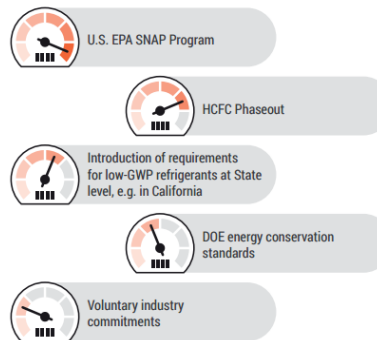 U.S. EPA SNAP Program
HCFC Phaseout
Introduction of requirements
for low-GWP refrigerants at State
level, e.g. in California
DOE energy conservation
standards
Voluntary industry
commitments